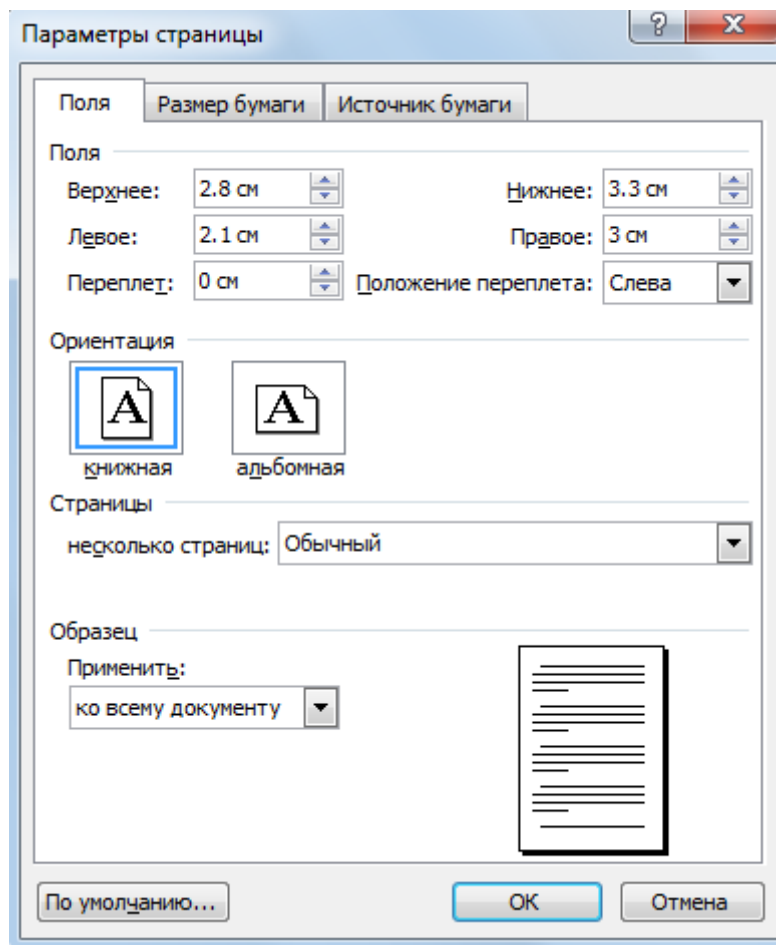 Параметры страницы
Поля Размер бумаги Источник бумаги
Поля
Верхнее: 2.8 см Нижнее: 3.3 см
Левое: 2.1 см Правое: 3 см
Переплет: 0 см Положение переплета: Слева
Ориентация
A A
книжная альбомная
Страницы
несколько страниц: Обычный
Образец
Применить:
ко всему документу
По умолчанию... ОК Отмена